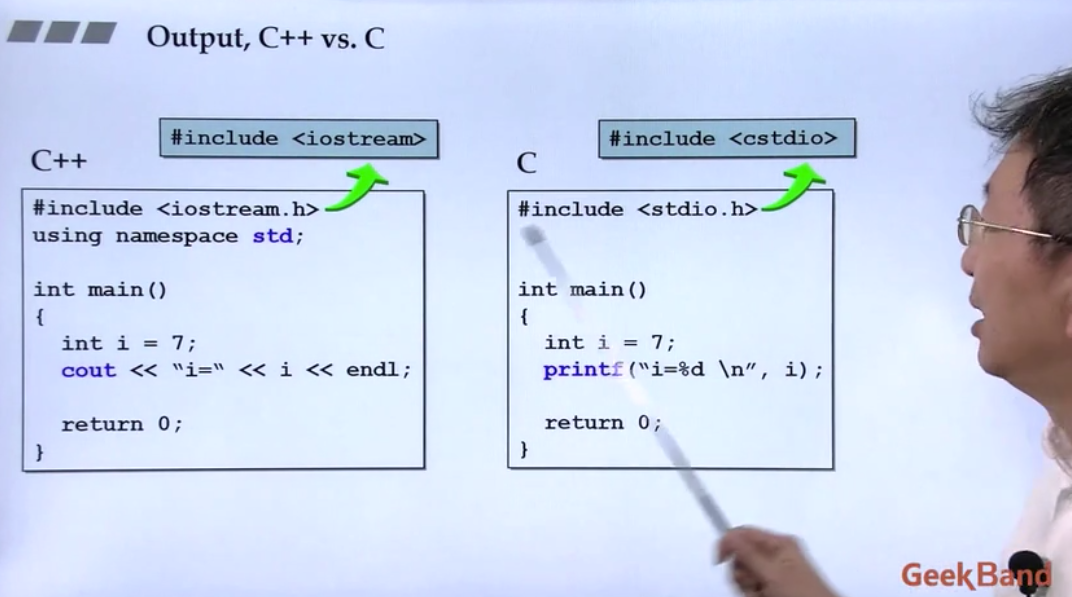 Output, C++ vs. C
#include <iostream>
C++
#include <iostream.h>
using namespace std;
int main()
{
int i = 7;
cout << “i=“ << i << endl;
return 0;
}
#include <cstdio>
C
#include <stdio.h>
int main()
{
int i = 7;
printf(“i=%d \n”, i);
return 0;
}
GeekBand